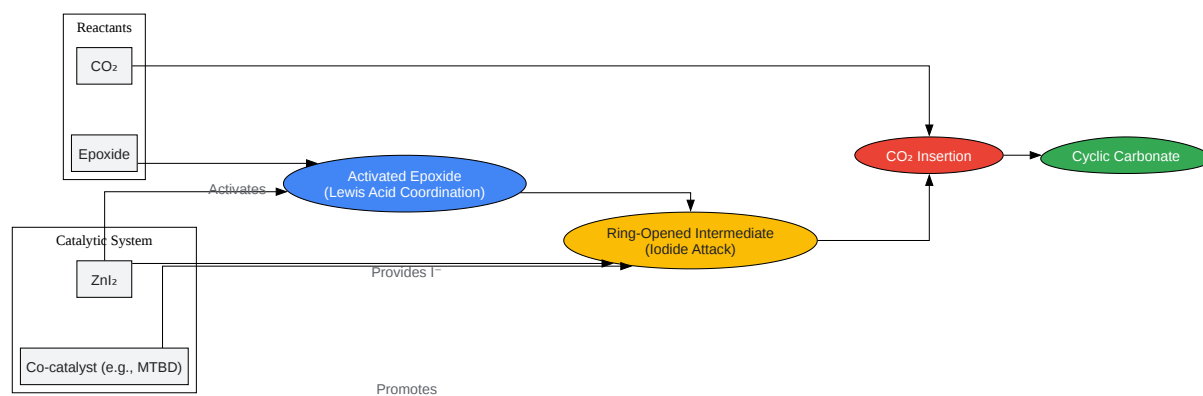 Reactants
CO₂
Epoxide
Activates
Activated Epoxide
(Lewis Acid Coordination)
CO₂ Insertion
Cyclic Carbonate
Catalytic System
ZnI₂
Ring-Opened Intermediate
(Iodide Attack)
Provides I⁻
Co-catalyst (e.g., MTBD)
Promotes